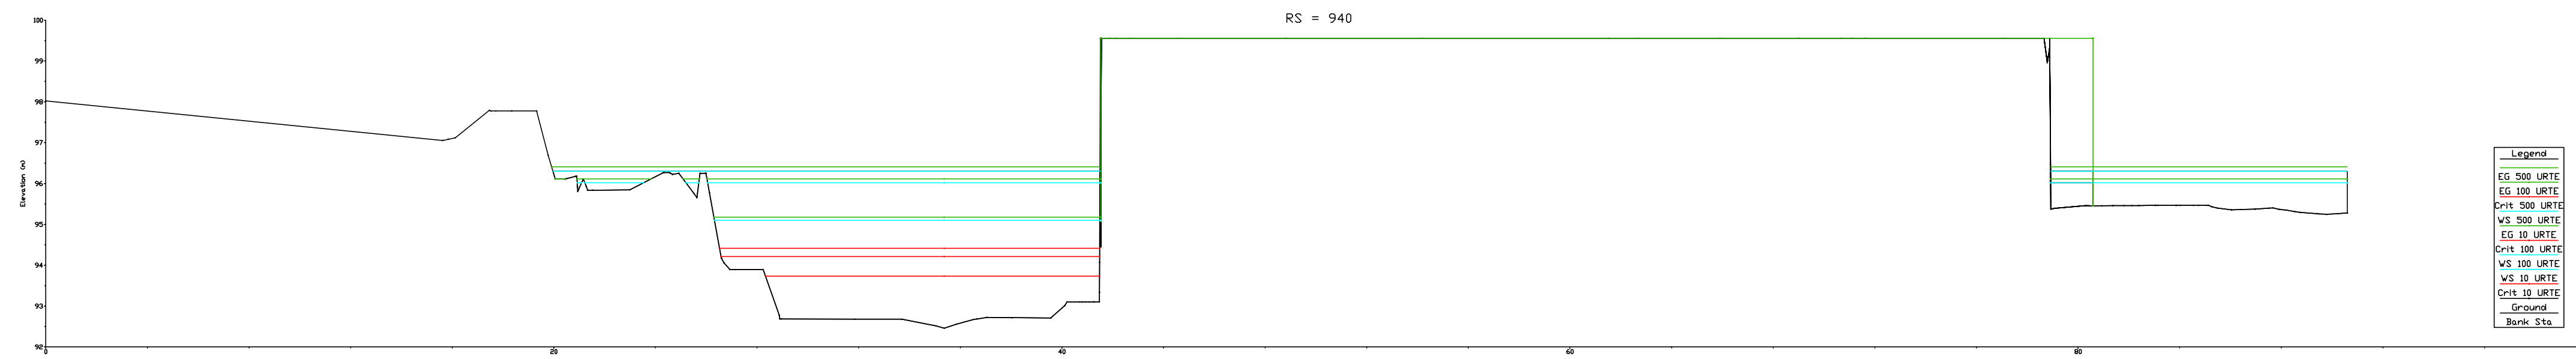 RS = 940
100
99
98
97
96
95
94
93
92
Elevation (m)
0
20
40
60
80
Legend
EG 500 URTE
EG 100 URTE
Crit 500 URTE
WS 500 URTE
EG 10 URTE
Crit 100 URTE
WS 100 URTE
WS 10 URTE
Crit 10 URTE
Ground
Bank Sta